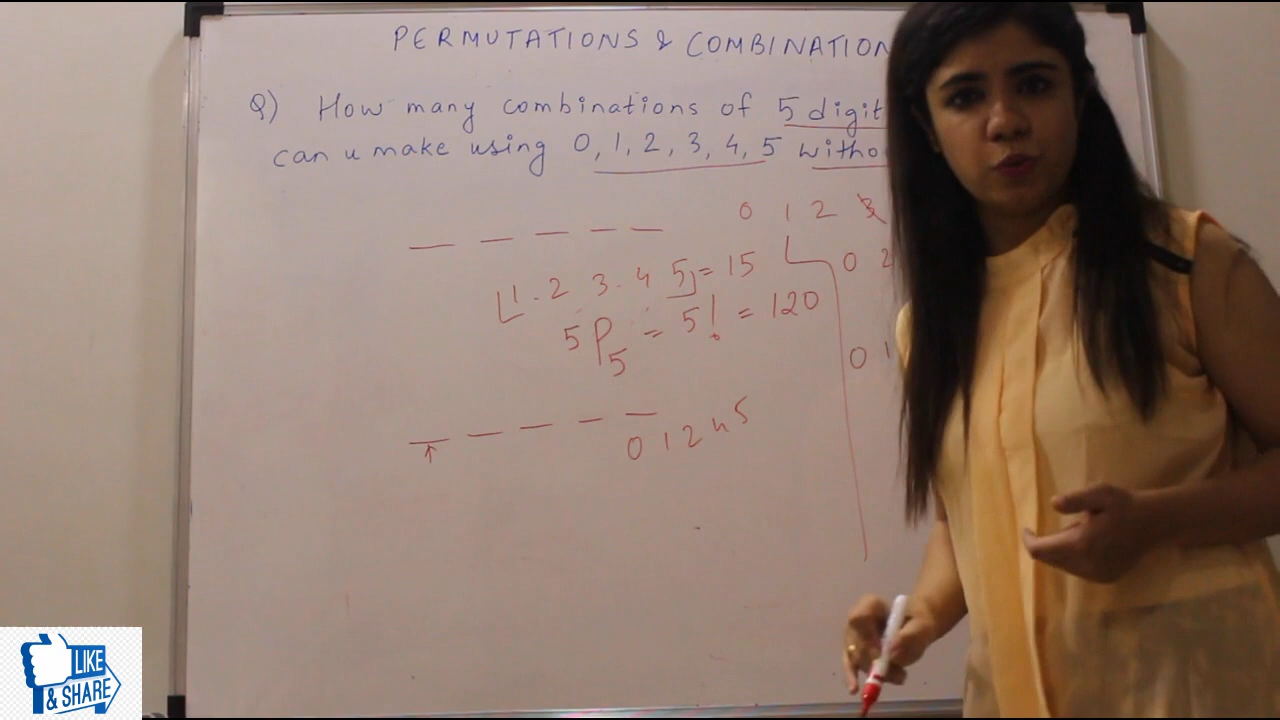 PERMUTATIONS & COMBINATION
Q) How many combinations of 5 digit
can u make using 0, 1, 2, 3, 4, 5 witho
0 1 2 3
0 2
1. 2 3. 4 5 = 15
5P5 = 5! = 120
0 1
0 1 2 4 5
LIKE
& SHARE